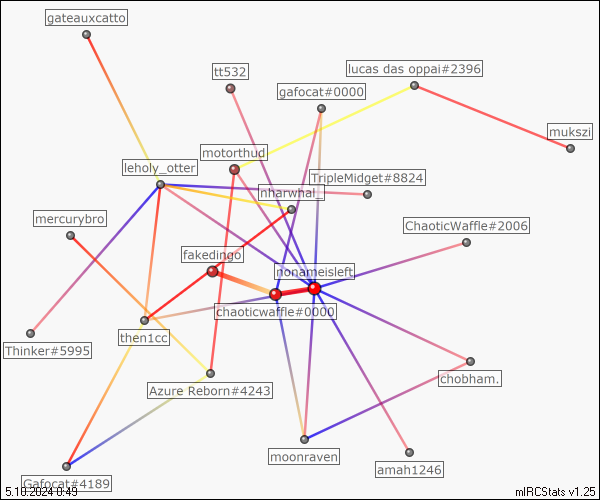 gateauxcatto
tt532
lucas das oppai#2396
gafocat#0000
mukszi
motorthud
leholy_otter
TripleMidget#8824
nharwhal_
mercurybro
ChaoticWaffle#2006
fakedingo
nonameisleft
chaoticwaffle#0000
then1cc
Thinker#5995
chobham.
Azure Reborn#4243
moonraven
amah1246
Gafocat#4189
5.10.2024 0:49
mIRCStats v1.25